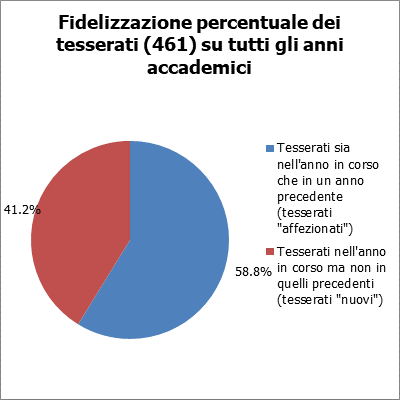 Fidelizzazione percentuale dei
tesserati (461) su tutti gli anni
accademici
Tesserati sia
nell'anno in corso
che in un anno
precedente
(tesserati
"affezionati")
Tesserati nell'anno
in corso ma non in
quelli precedenti
(tesserati "nuovi")
41.2%
58.8%